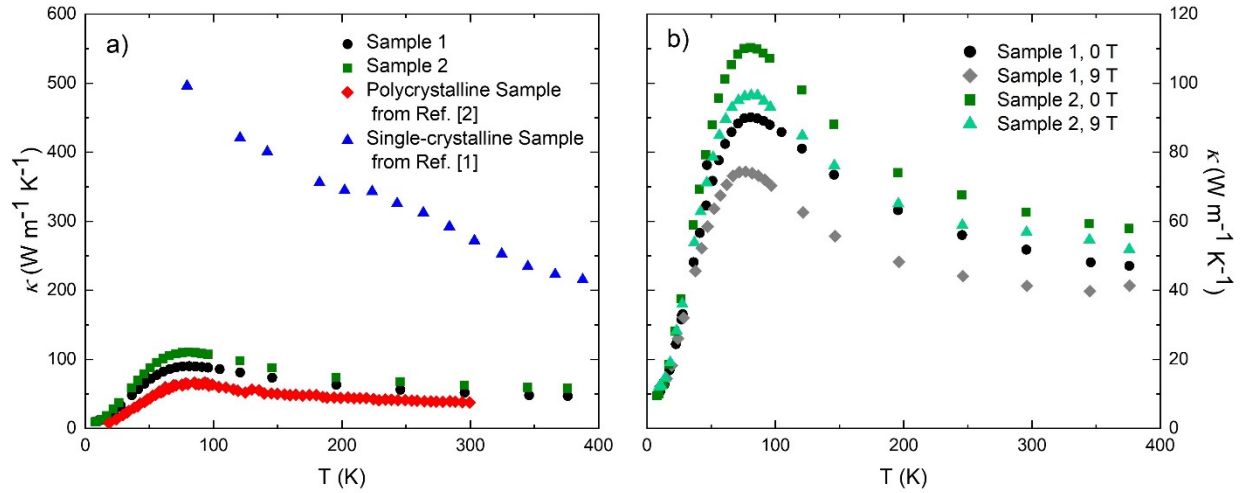 a)
κ (W m⁻¹ K⁻¹)
600
500
400
300
200
100
0
Sample 1
Sample 2
Polycrystalline Sample
from Ref. [2]
Single-crystalline Sample
from Ref. [1]
0
100
200
300
400
T (K)
b)
Sample 1, 0 T
Sample 1, 9 T
Sample 2, 0 T
Sample 2, 9 T
120
100
80
60
40
20
0
κ (W m⁻¹ K⁻¹)
0
100
200
300
400
T (K)